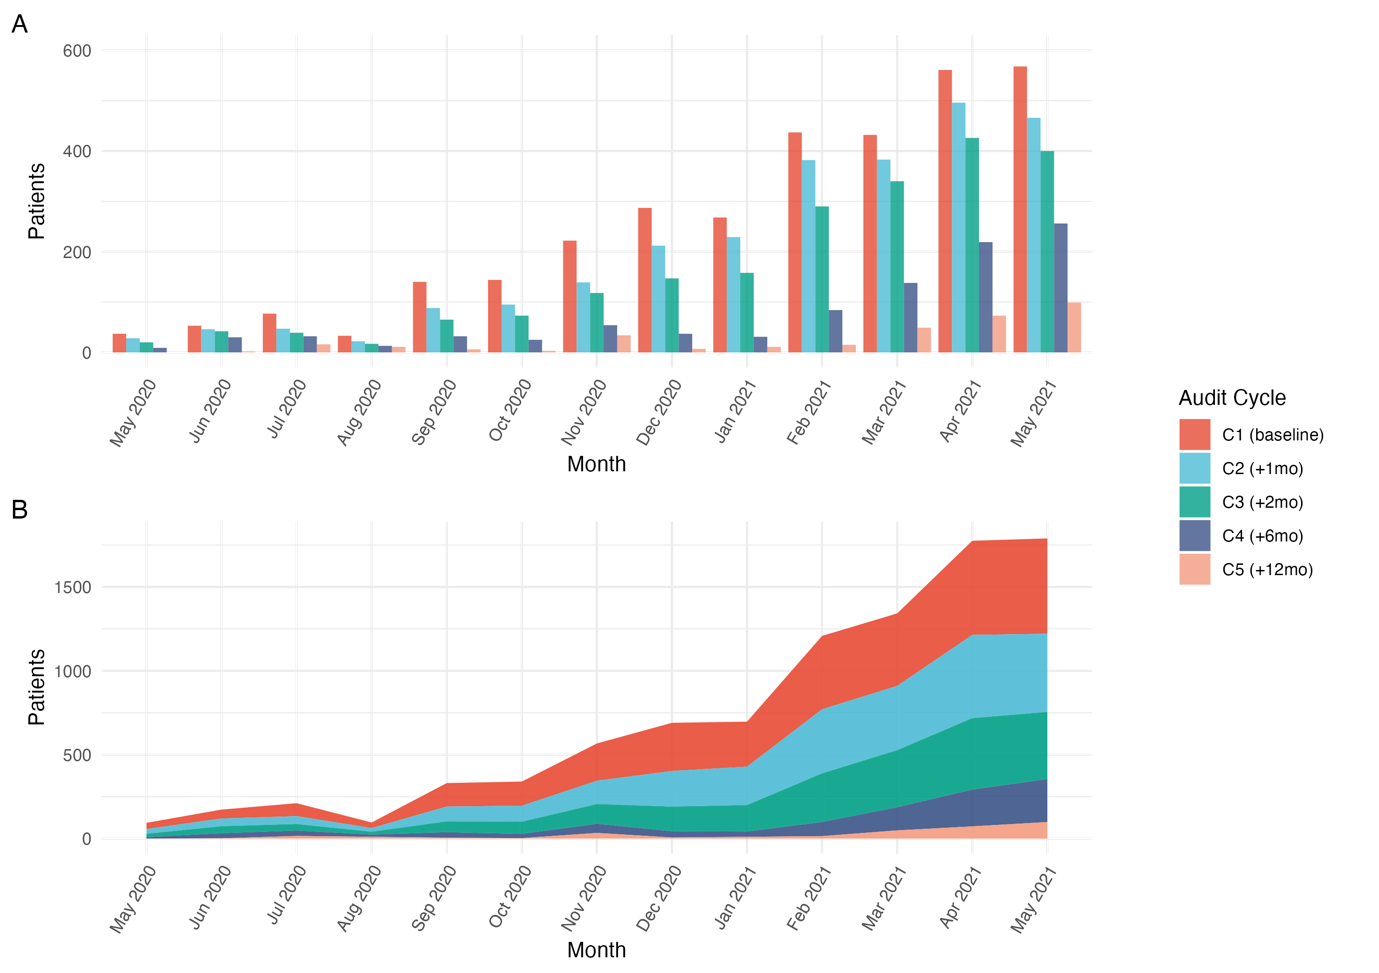 A
600
400
200
0
Patients
May 2020
Jun 2020
Jul 2020
Aug 2020
Sep 2020
Oct 2020
Nov 2020
Dec 2020
Jan 2021
Feb 2021
Mar 2021
Apr 2021
May 2021
Month
Audit Cycle
C1 (baseline)
C2 (+1mo)
C3 (+2mo)
C4 (+6mo)
C5 (+12mo)
B
1500
1000
500
0
Patients
May 2020
Jun 2020
Jul 2020
Aug 2020
Sep 2020
Oct 2020
Nov 2020
Dec 2020
Jan 2021
Feb 2021
Mar 2021
Apr 2021
May 2021
Month